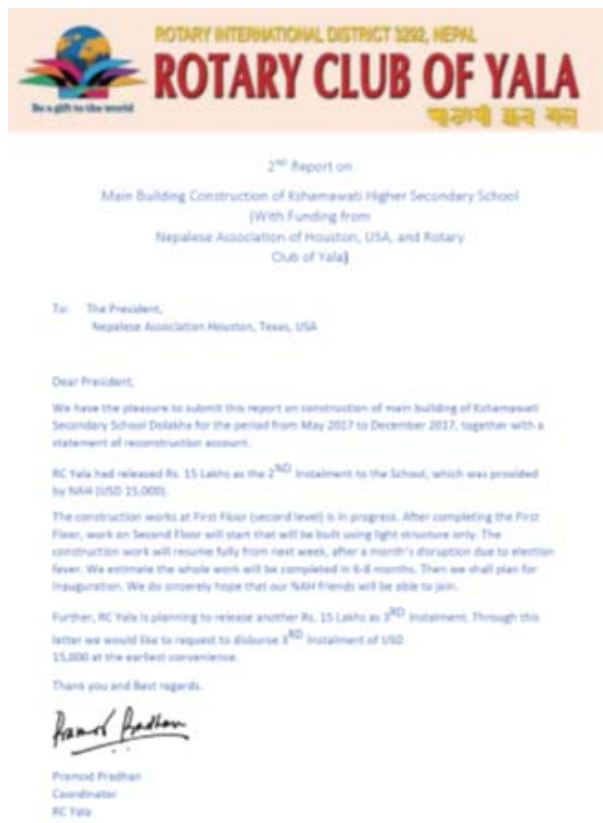 ROTARY INTERNATIONAL DISTRICT 3292, NEPAL
ROTARY CLUB OF YALA
Be a gift to the world
2ND Report on
Main Building Construction of Kshamawati Higher Secondary School
(With Funding from
Nepalese Association of Houston, USA, and Rotary
Club of Yala)
To: The President,
Nepalese Association Houston, Texas, USA
Dear President,
We have the pleasure to submit this report on construction of main building of Kshamawati
Secondary School Dolakha for the period from May 2017 to December 2017, together with a
statement of reconstruction account.
RC Yala had released Rs. 15 Lakhs as the 2ND Instalment to the School, which was provided
by NAH (USD 15,000).
The construction works at First Floor (second level) is in progress. After completing the First
Floor, work on Second Floor will start that will be built using light structure only. The
construction work will resume fully from next week, after a month's disruption due to election
fever. We estimate the whole work will be completed in 6-8 months. Then we shall plan for
Inauguration. We do sincerely hope that our NAH friends will be able to join.
Further, RC Yala is planning to release another Rs. 15 Lakhs as 3RD Instalment. Through this
letter we would like to request to disburse 3RD Instalment of USD
15,000 at the earliest convenience.
Thank you and Best regards.
Pramod Pradhan
Pramod Pradhan
Coordinator
RC Yala